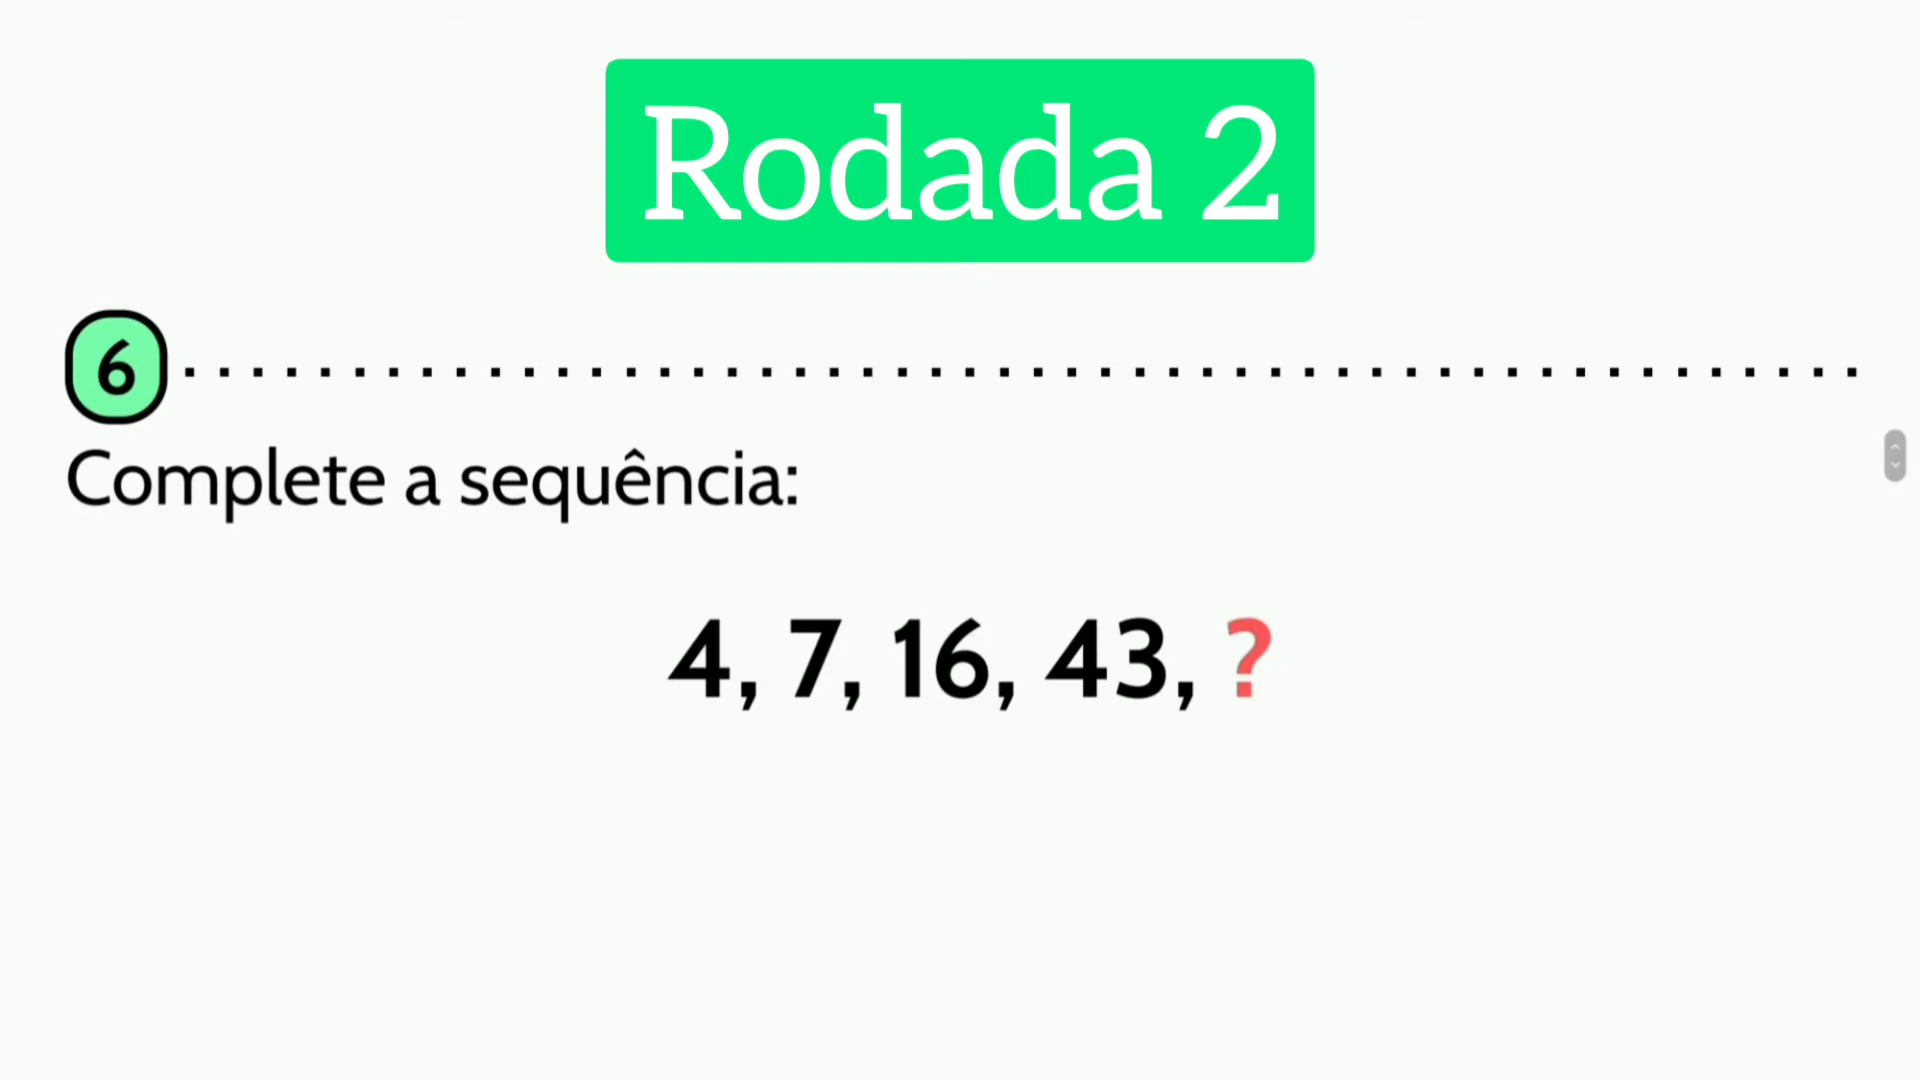 Rodada 2
6
Complete a sequência:
4, 7, 16, 43, ?